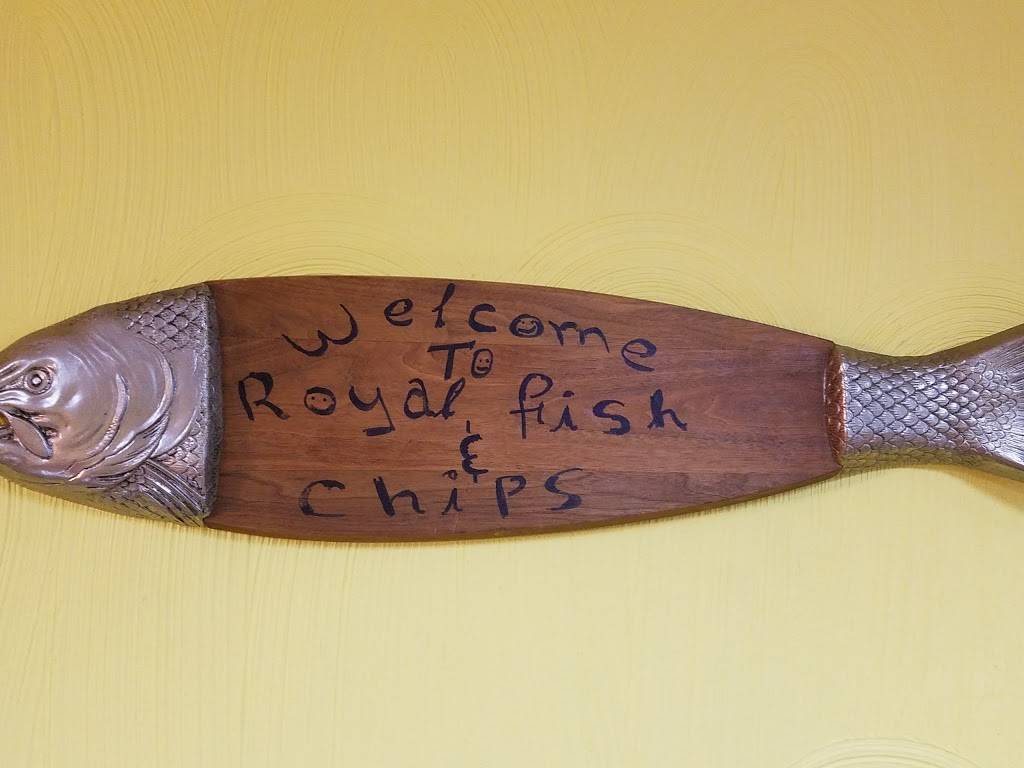 Welcome
To
Royal fish
&
Chips